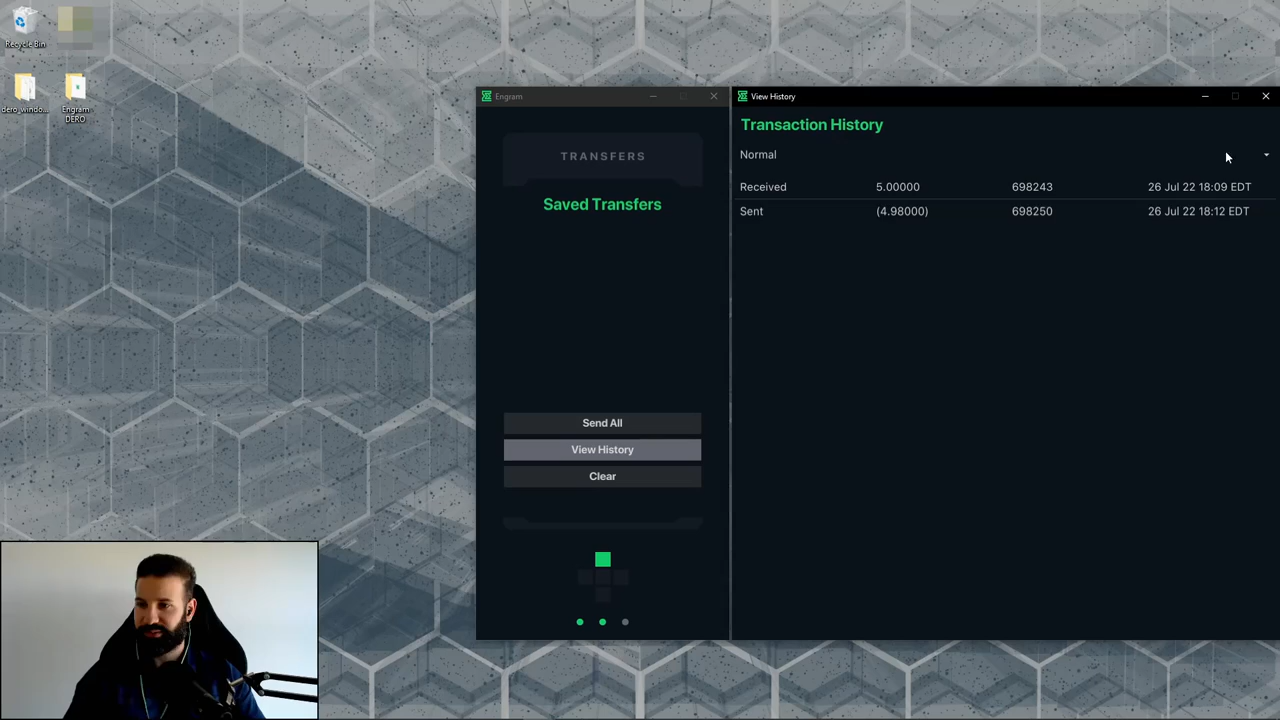 Recycle Bin
dero_windo...
Engram
DERO
Engram
TRANSFERS
Saved Transfers
Send All
View History
Clear
View History
Transaction History
Normal
Received 5.00000 698243 26 Jul 22 18:09 EDT
Sent (4.98000) 698250 26 Jul 22 18:12 EDT